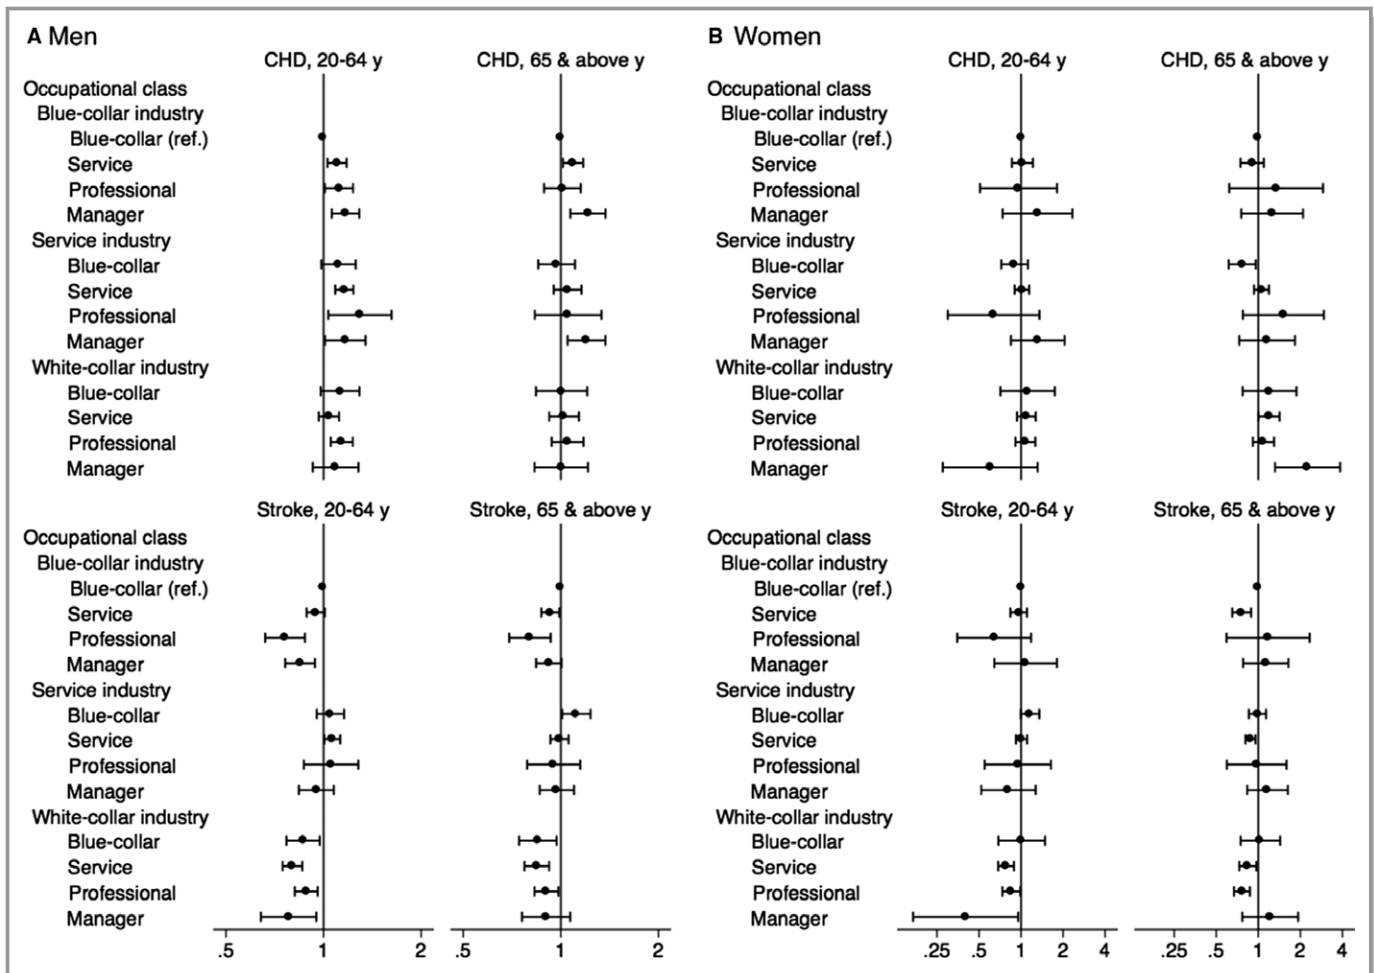 A Men
CHD, 20-64 y
CHD, 65 & above y
Occupational class
Blue-collar industry
Blue-collar (ref.)
Service
Professional
Manager
Service industry
Blue-collar
Service
Professional
Manager
White-collar industry
Blue-collar
Service
Professional
Manager
Stroke, 20-64 y
Stroke, 65 & above y
Occupational class
Blue-collar industry
Blue-collar (ref.)
Service
Professional
Manager
Service industry
Blue-collar
Service
Professional
Manager
White-collar industry
Blue-collar
Service
Professional
Manager
.5 1 2
.5 1 2
B Women
CHD, 20-64 y
CHD, 65 & above y
Occupational class
Blue-collar industry
Blue-collar (ref.)
Service
Professional
Manager
Service industry
Blue-collar
Service
Professional
Manager
White-collar industry
Blue-collar
Service
Professional
Manager
Stroke, 20-64 y
Stroke, 65 & above y
Occupational class
Blue-collar industry
Blue-collar (ref.)
Service
Professional
Manager
Service industry
Blue-collar
Service
Professional
Manager
White-collar industry
Blue-collar
Service
Professional
Manager
.25 .5 1 2 4
.25 .5 1 2 4